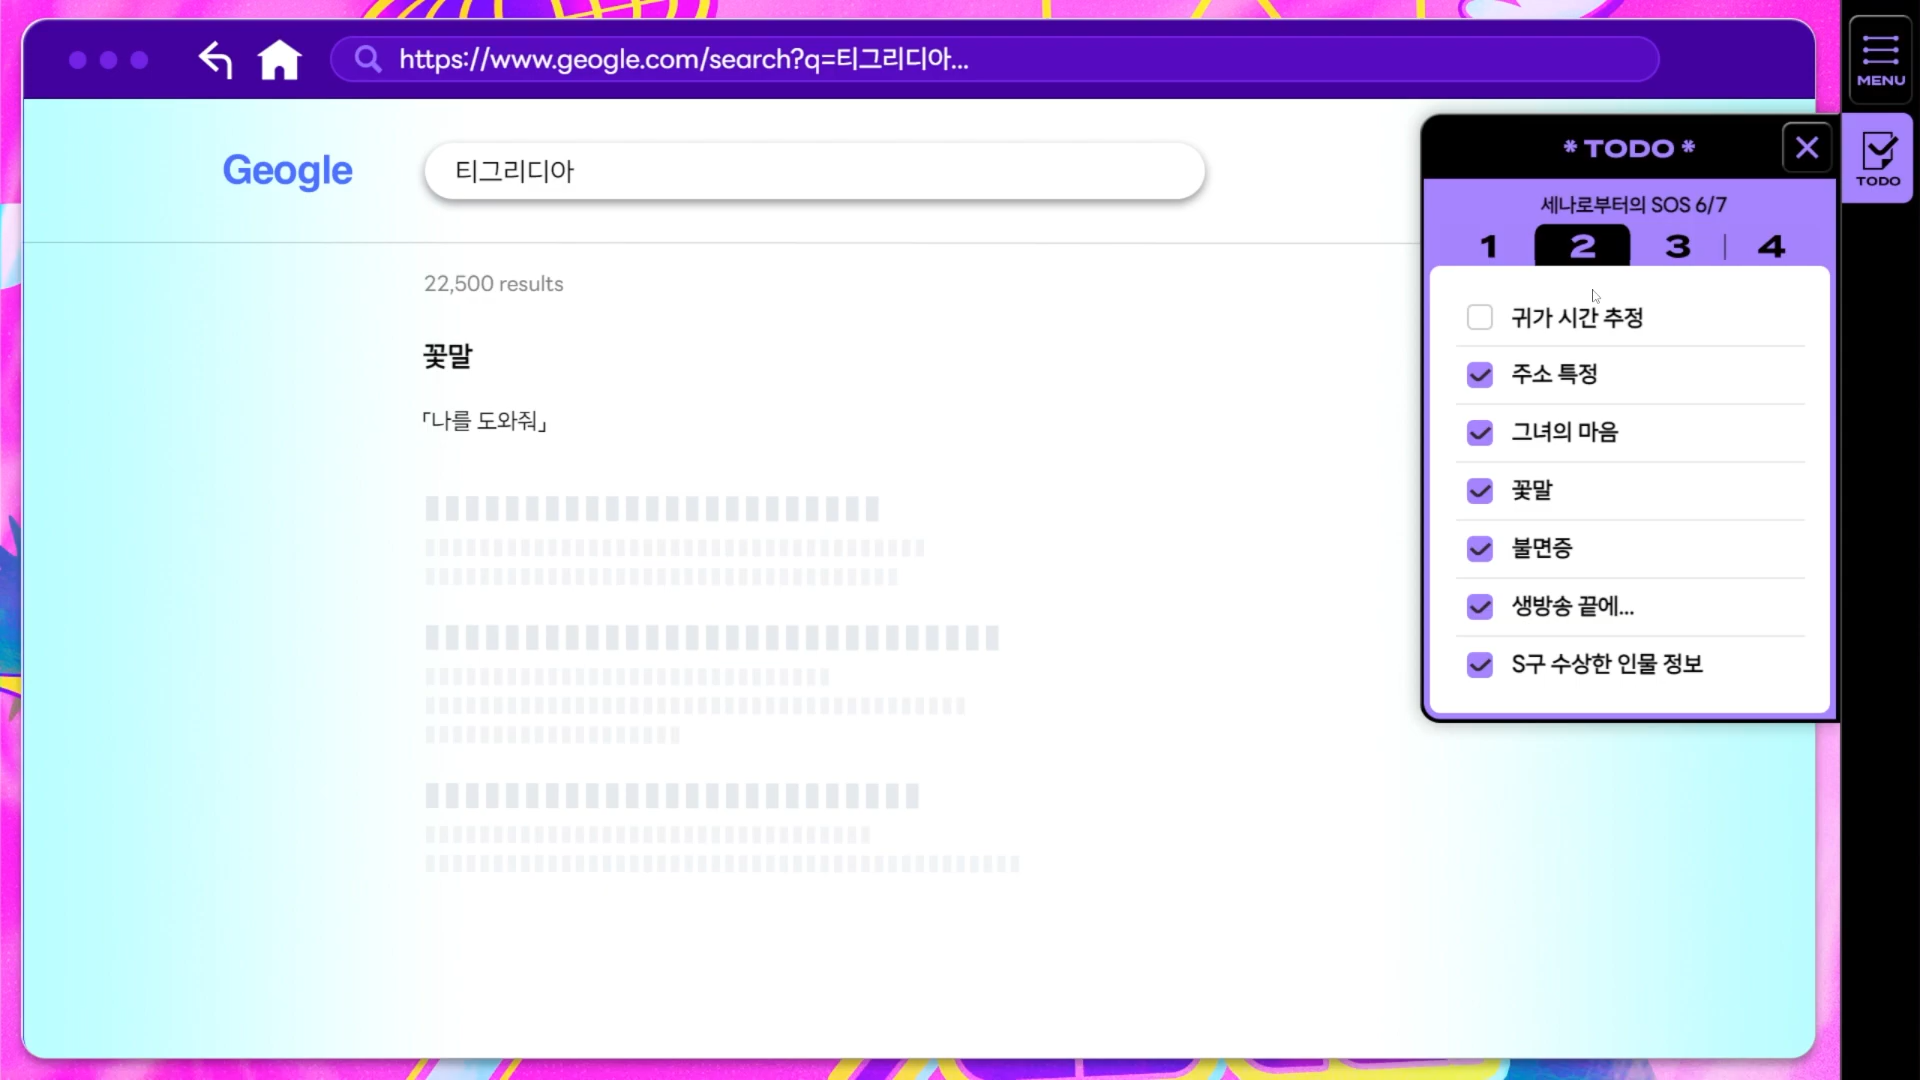 https://www.geogle.com/search?q=티그리디아...
MENU
Geogle
티그리디아
* TODO *
TODO
세나로부터의 SOS 6/7
1 2 3 4
22,500 results
꽃말
「나를 도와줘」
귀가 시간 추정
주소 특정
그녀의 마음
꽃말
불면증
생방송 끝에...
S구 수상한 인물 정보